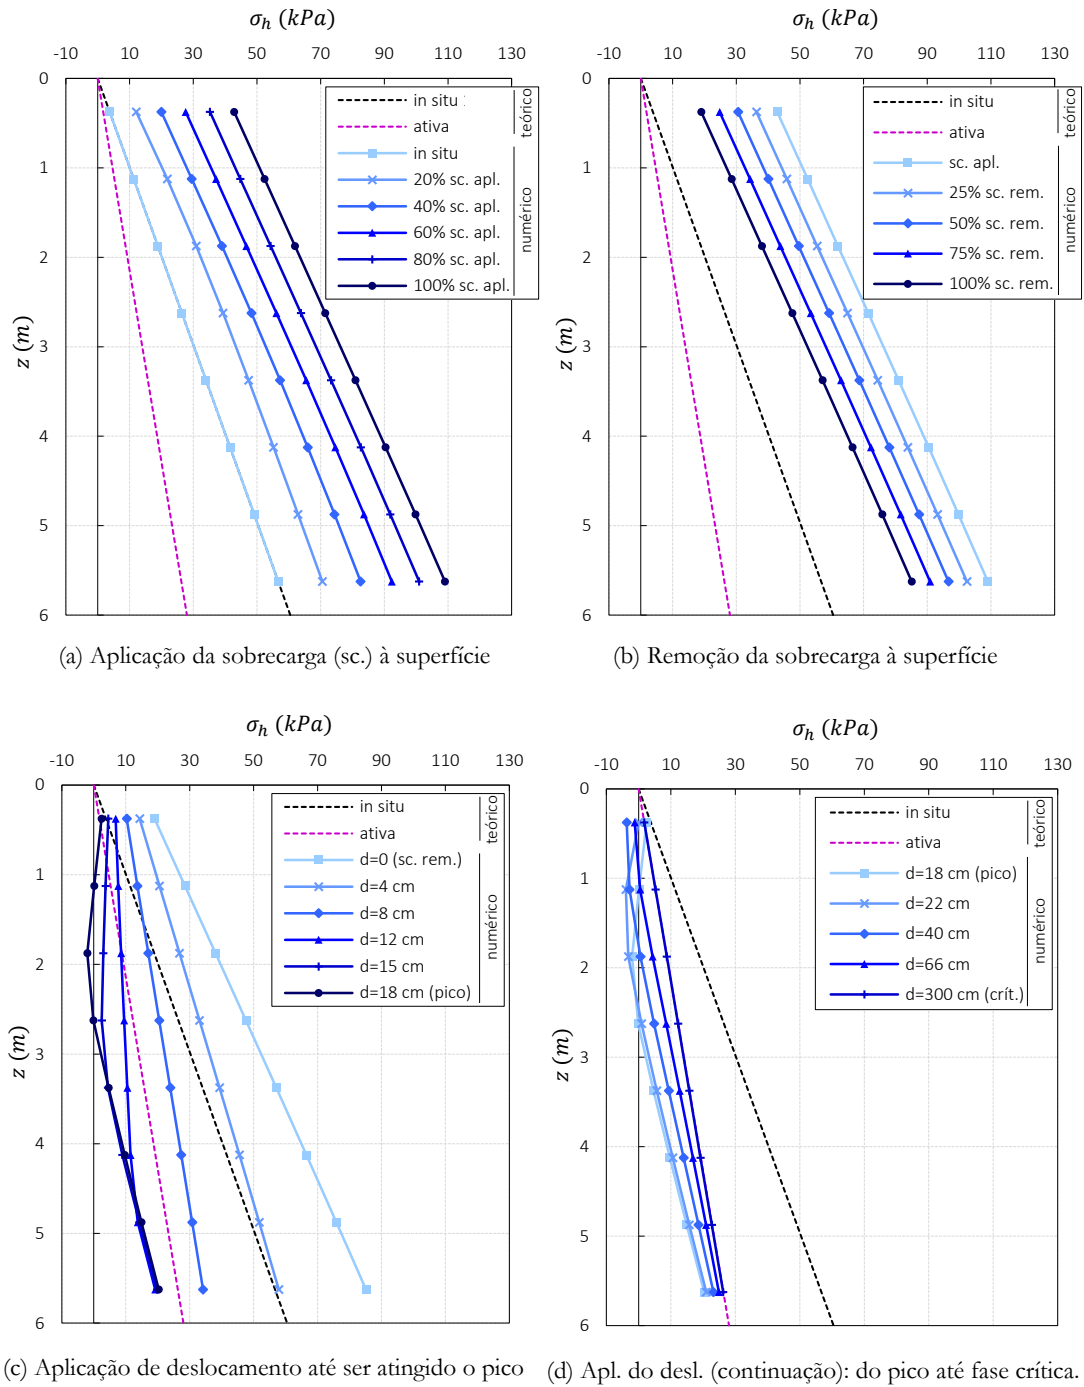 σh (kPa)
-10 10 30 50 70 90 110 130
0
1
2
3
4
5
6
z (m)
in situ :
ativa
in situ
20% sc. apl.
40% sc. apl.
60% sc. apl.
80% sc. apl.
100% sc. apl.
teórico
numérico
(a) Aplicação da sobrecarga (sc.) à superfície
σh (kPa)
-10 10 30 50 70 90 110 130
0
1
2
3
4
5
6
z (m)
in situ
ativa
sc. apl.
25% sc. rem.
50% sc. rem.
75% sc. rem.
100% sc. rem.
teórico
numérico
(b) Remoção da sobrecarga à superfície
σh (kPa)
-10 10 30 50 70 90 110 130
0
1
2
3
4
5
6
z (m)
in situ
ativa
d=0 (sc. rem.)
d=4 cm
d=8 cm
d=12 cm
d=15 cm
d=18 cm (pico)
teórico
numérico
(c) Aplicação de deslocamento até ser atingido o pico
σh (kPa)
-10 10 30 50 70 90 110 130
0
1
2
3
4
5
6
z (m)
in situ
ativa
d=18 cm (pico)
d=22 cm
d=40 cm
d=66 cm
d=300 cm (crít.)
teórico
numérico
(d) Apl. do desl. (continuação): do pico até fase crítica.